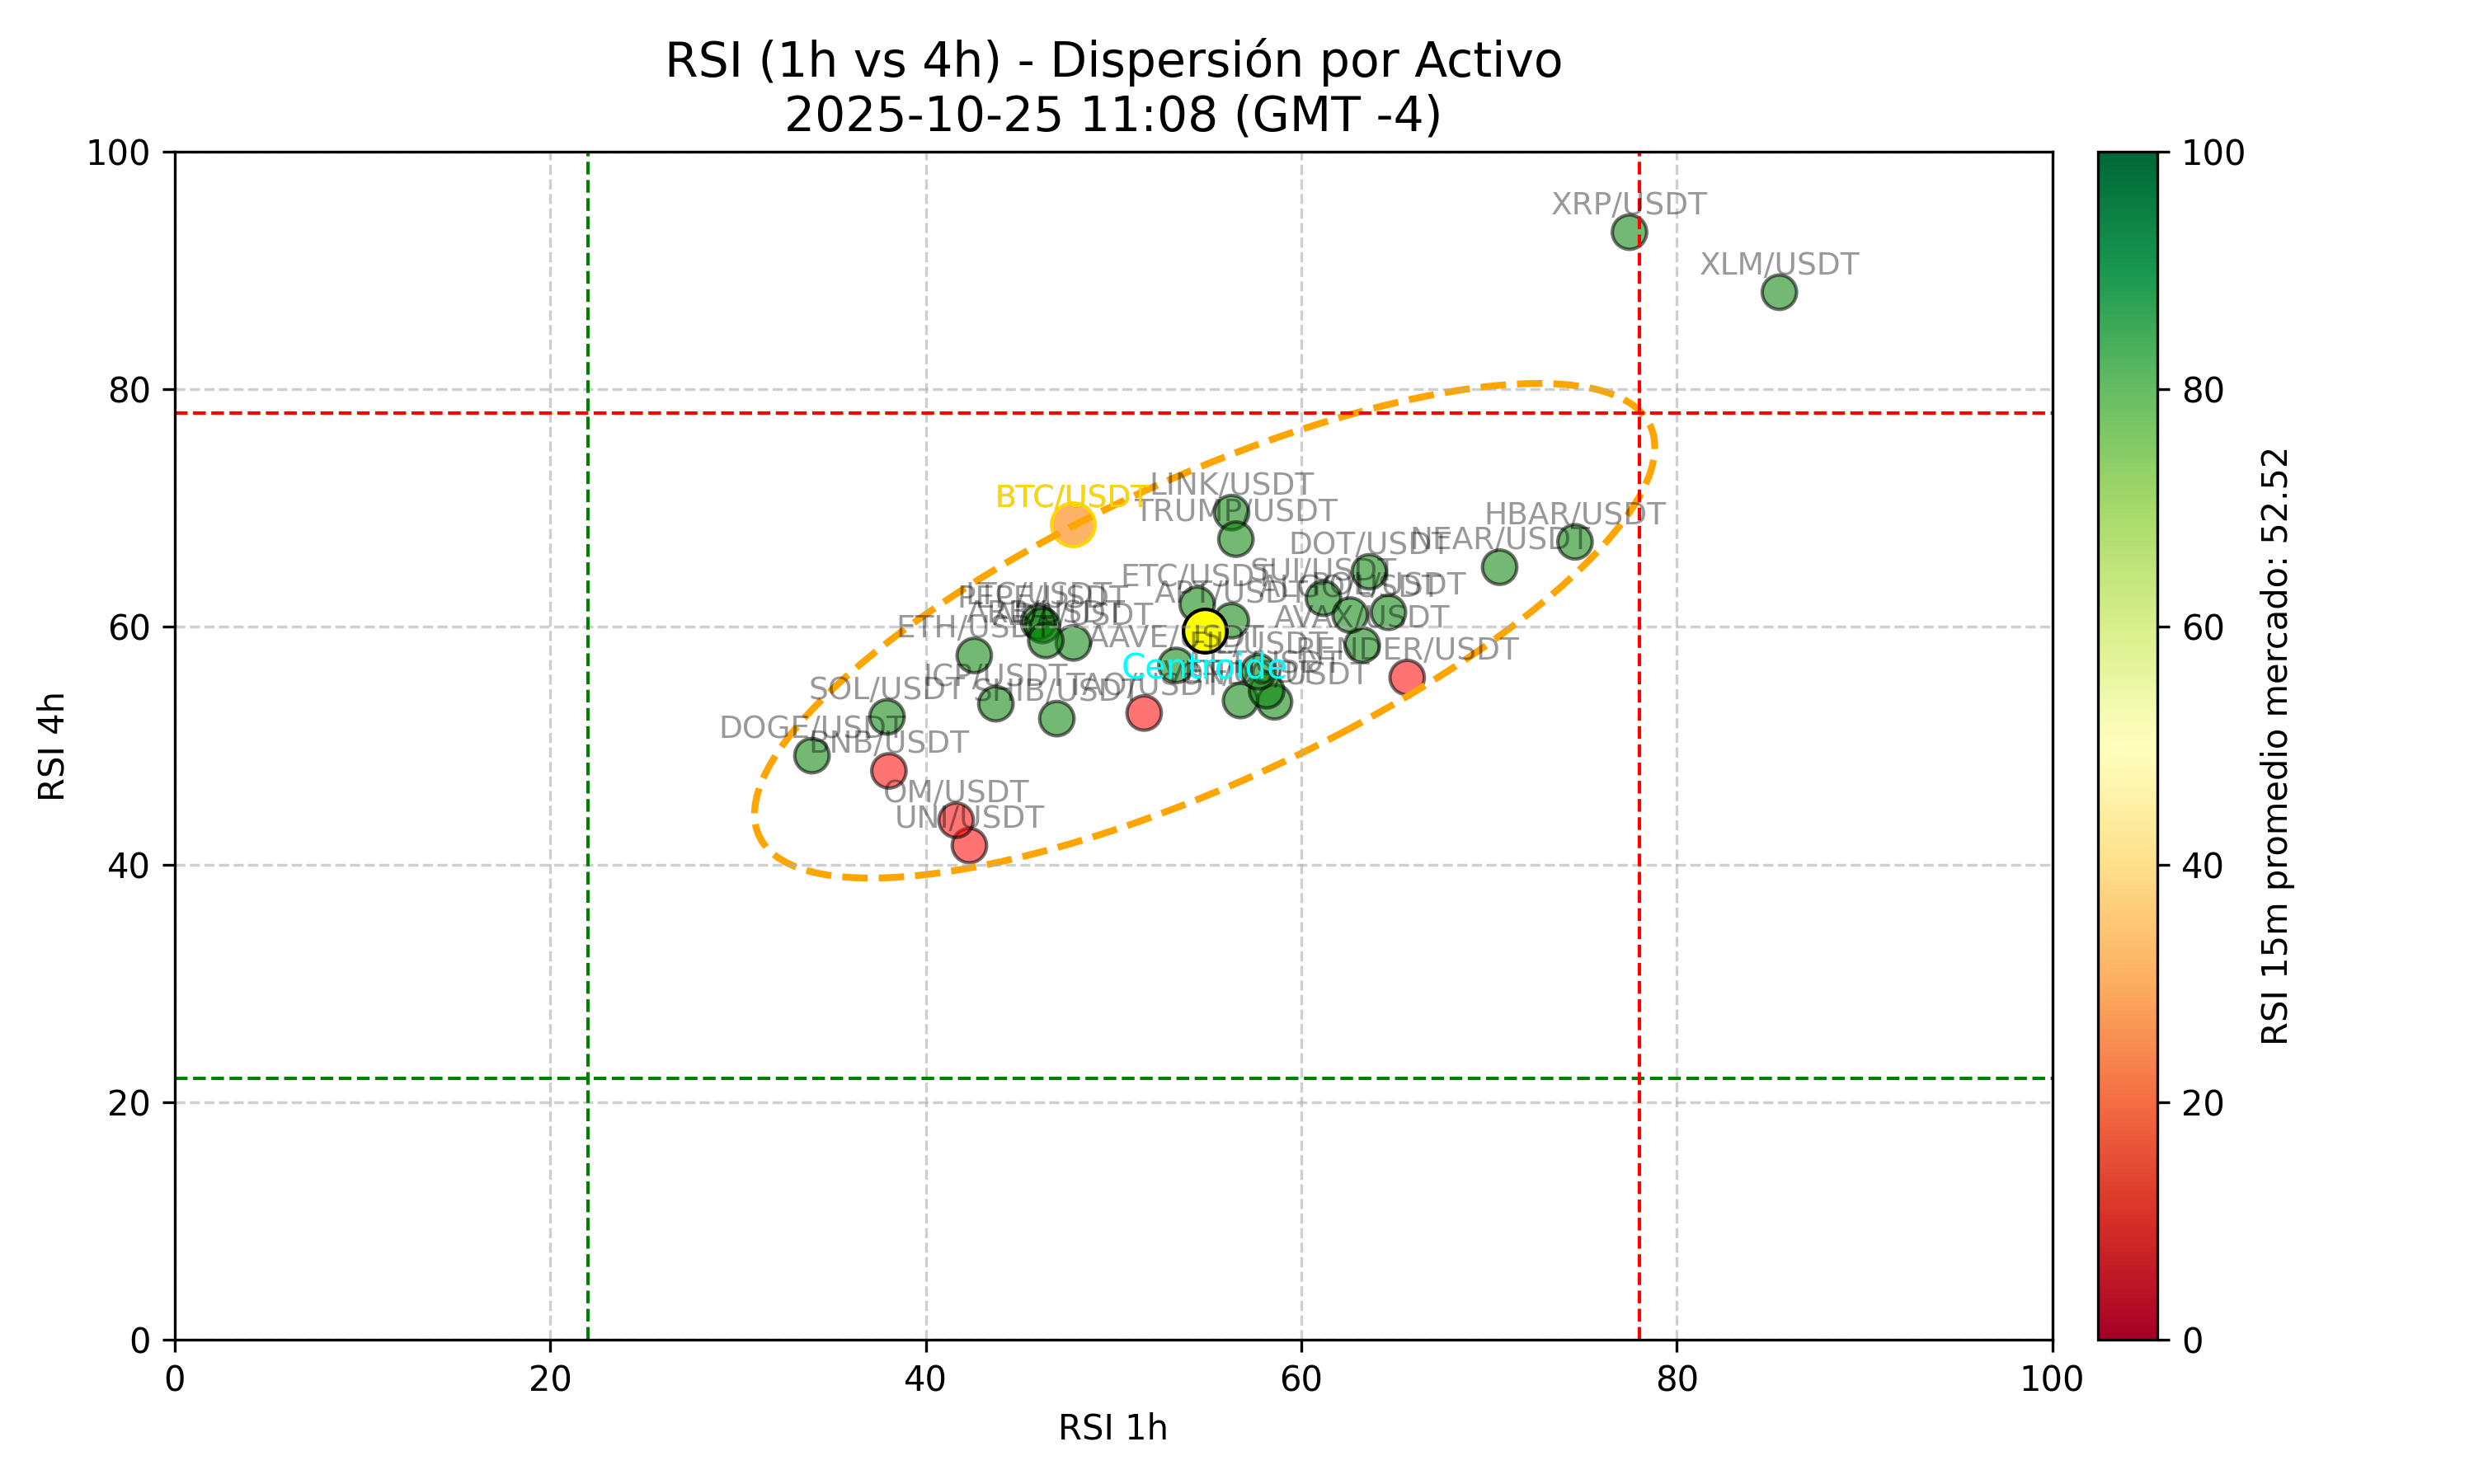 RSI (1h vs 4h) - Dispersión por Activo
2025-10-25 11:08 (GMT -4)
100
80
60
40
20
0
RSI 4h
0
20
40
60
80
100
RSI 1h
XRP/USDT
XLM/USDT
BTC/USDT
LINK/USDT
TRUMP/USDT
HBAR/USDT
NEAR/USDT
DOT/USDT
SUI/USDT
ETC/USDT
APT/USDT
AVAX/USDT
ETH/USDT
AAVE/USDT
RENDER/USDT
Centroide
ICP/USDT
SHIB/USDT
TAO/USDT
SOL/USDT
DOGE/USDT
BNB/USDT
OM/USDT
UNI/USDT
100
80
60
40
20
0
RSI 15m promedio mercado: 52.52